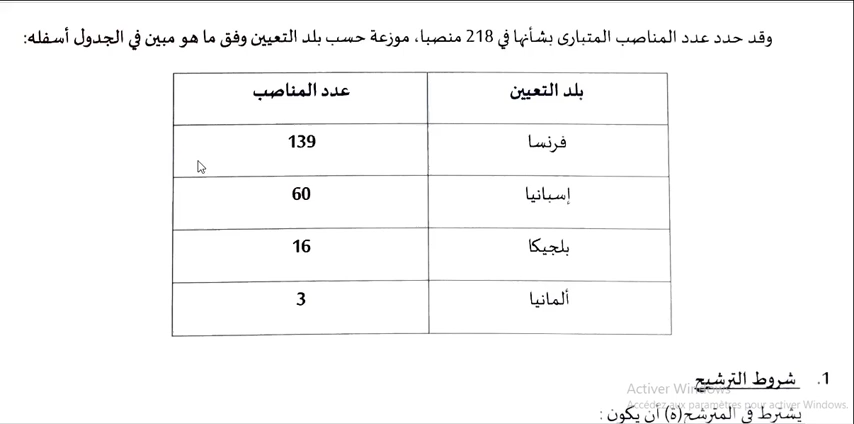 وقد حدد عدد المناصب المتبارى بشأنها في 218 منصبا، موزعة حسب بلد التعيين وفق ما هو مبين في الجدول أسفله:
بلد التعيين عدد المناصب
فرنسا 139
إسبانيا 60
بلجيكا 16
ألمانيا 3
1. شروط الترشيح
Activer Windows
يشترط في المترشح(ة) أن يكون :
Accédez aux paramètres pour activer Windows.